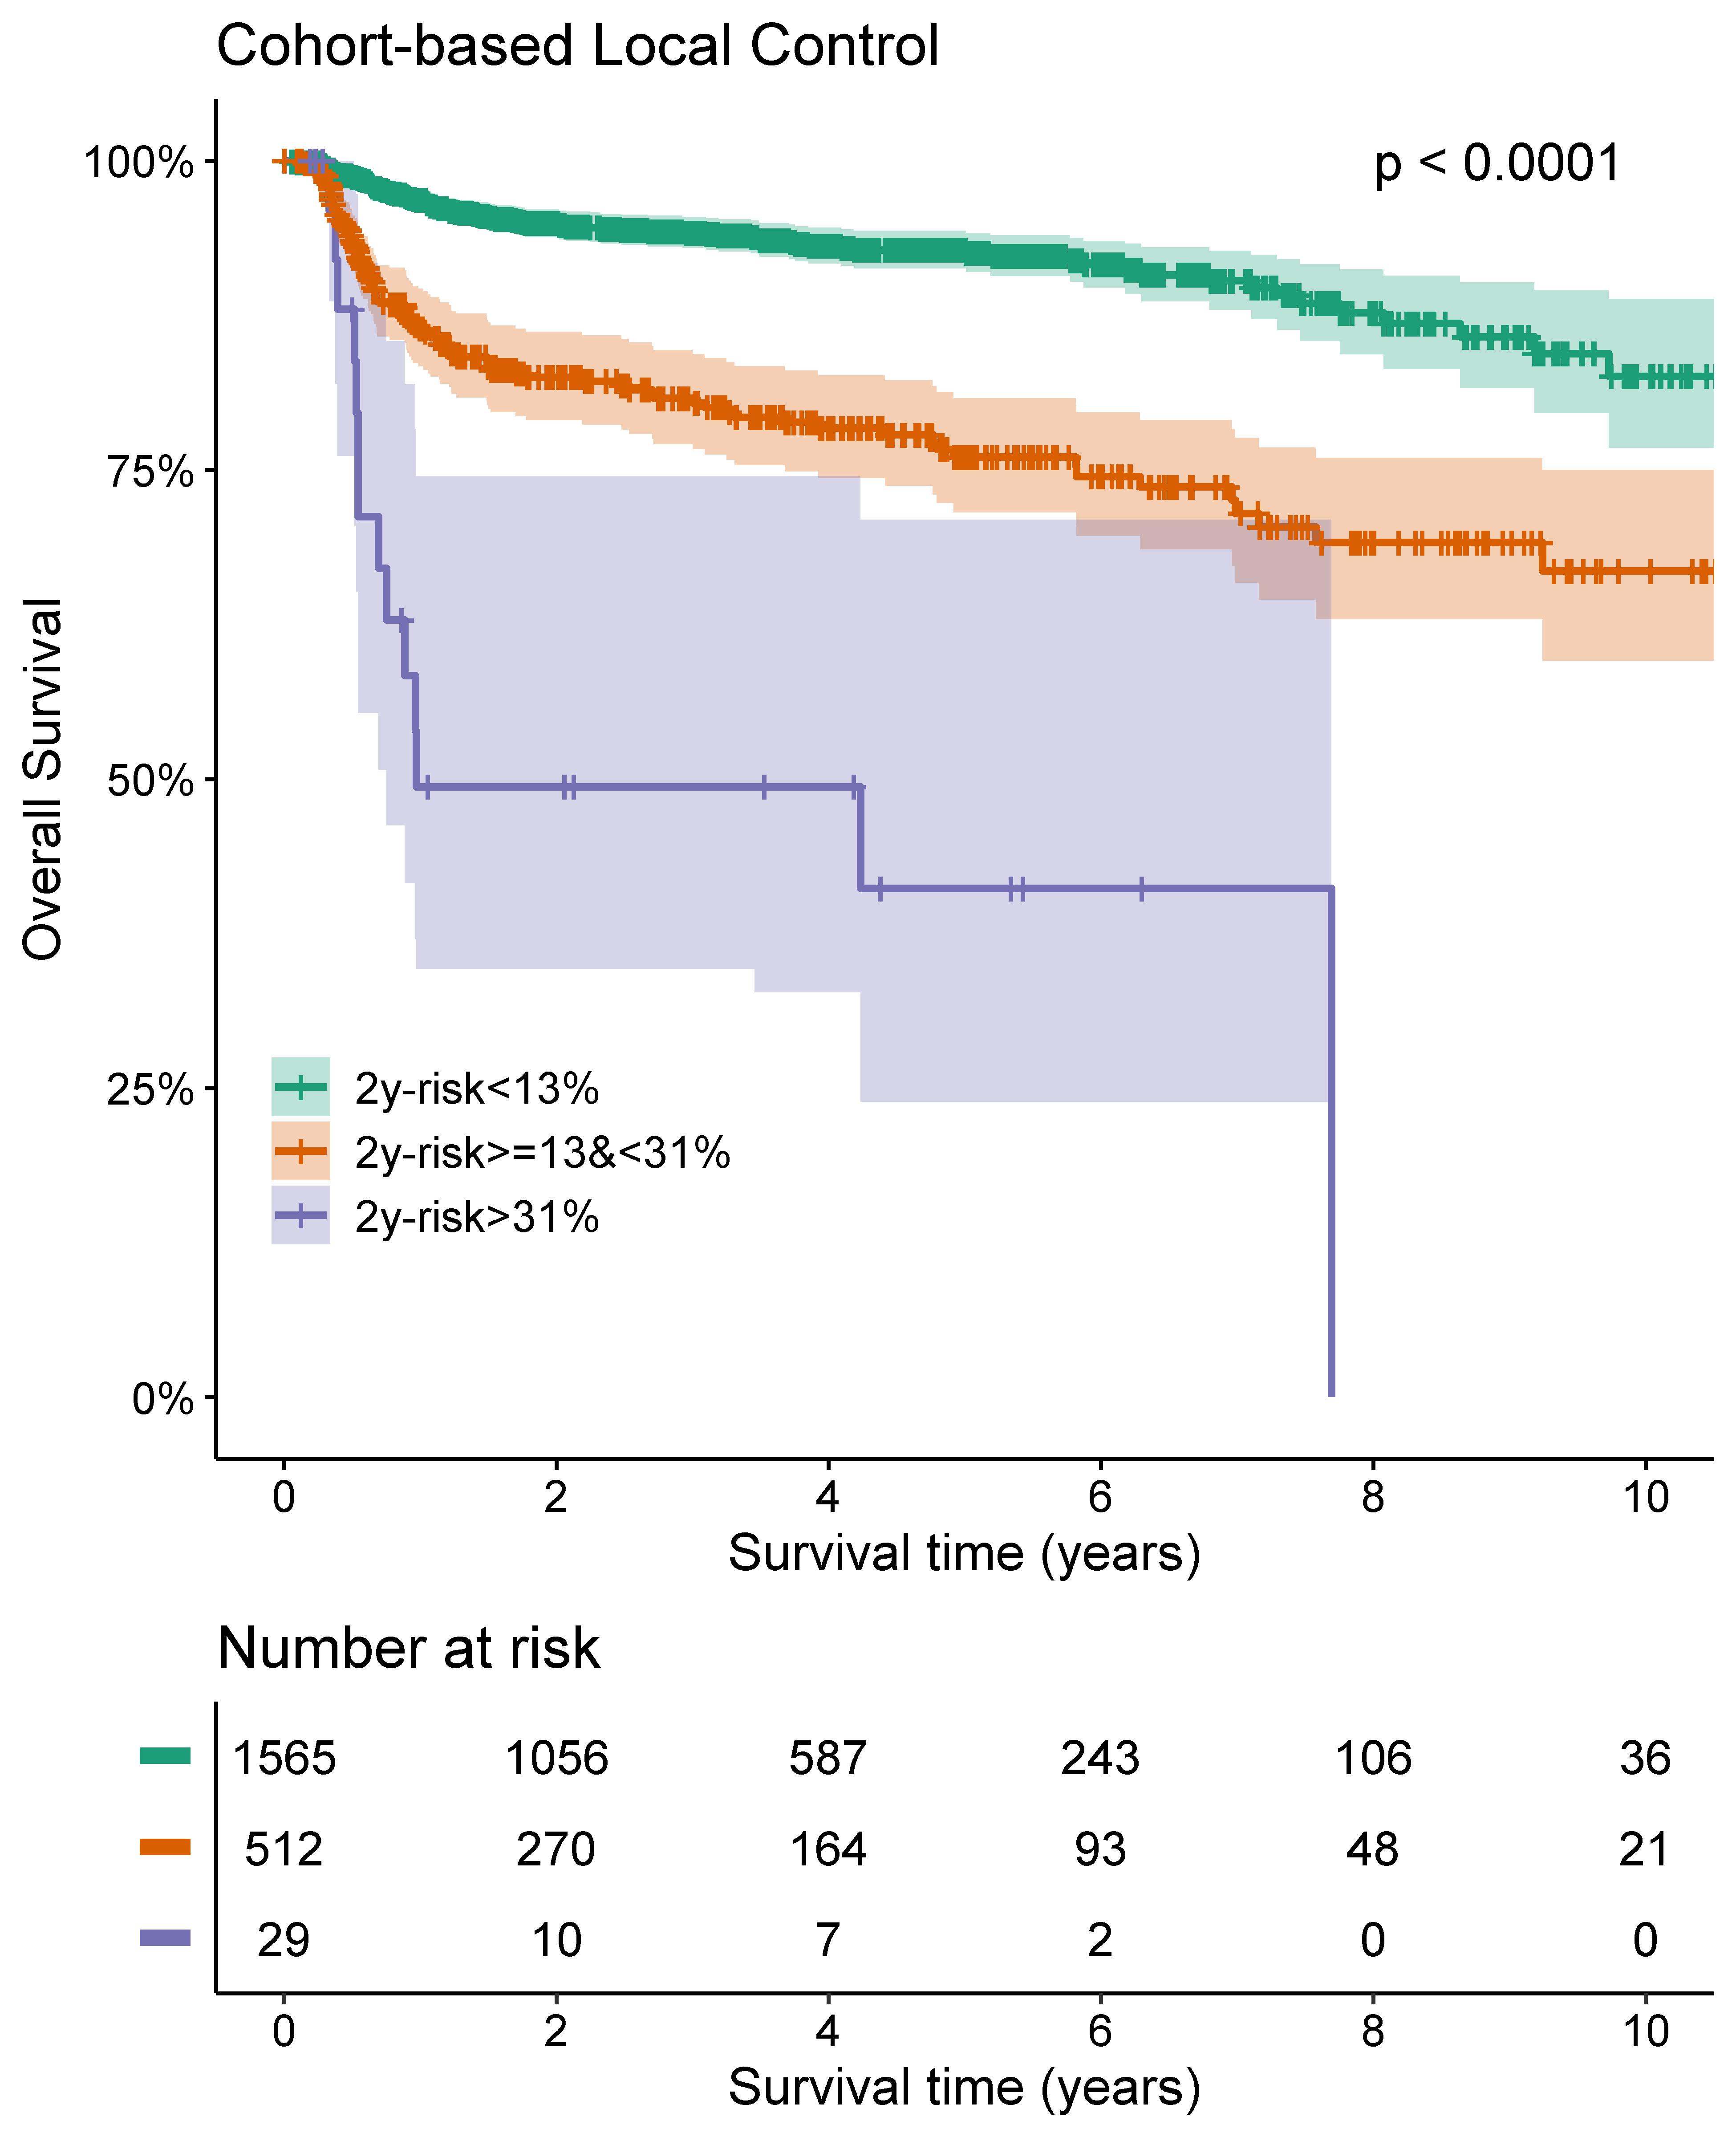 Cohort-based Local Control
p < 0.0001
100%
75%
50%
25%
0%
Overall Survival
2y-risk<13%
2y-risk>=13&<31%
2y-risk>31%
0 2 4 6 8 10
Survival time (years)
Number at risk
1565 1056 587 243 106 36
512 270 164 93 48 21
29 10 7 2 0 0
0 2 4 6 8 10
Survival time (years)